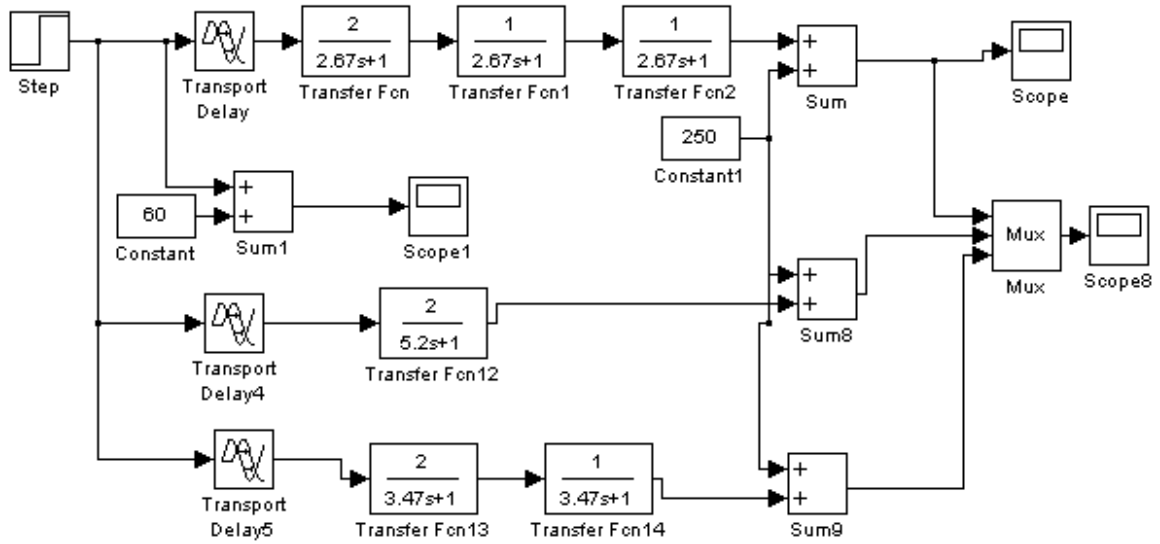 Step
Transport
Delay
2
2.67s+1
Transfer Fcn
1
2.67s+1
Transfer Fcn1
1
2.67s+1
Transfer Fcn2
+
+
Sum
Scope
250
Constant1
60
Constant
+
+
Sum1
Scope1
Mux
Mux
Scope8
Transport
Delay4
2
5.2s+1
Transfer Fcn12
+
+
Sum8
Transport
Delay5
2
3.47s+1
Transfer Fcn13
1
3.47s+1
Transfer Fcn14
+
+
Sum9